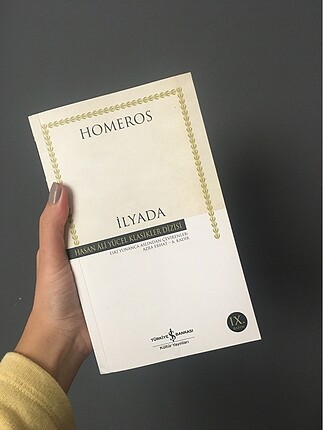 HOMEROS
İLYADA
HASAN ALİ YÜCEL KLASİKLER DİZİSİ
ESKİ YUNANCA ASLINDAN ÇEVİRENLER:
AZRA ERHAT - A. KADİR
TÜRKİYE İŞ BANKASI
Kültür Yayınları
IX.